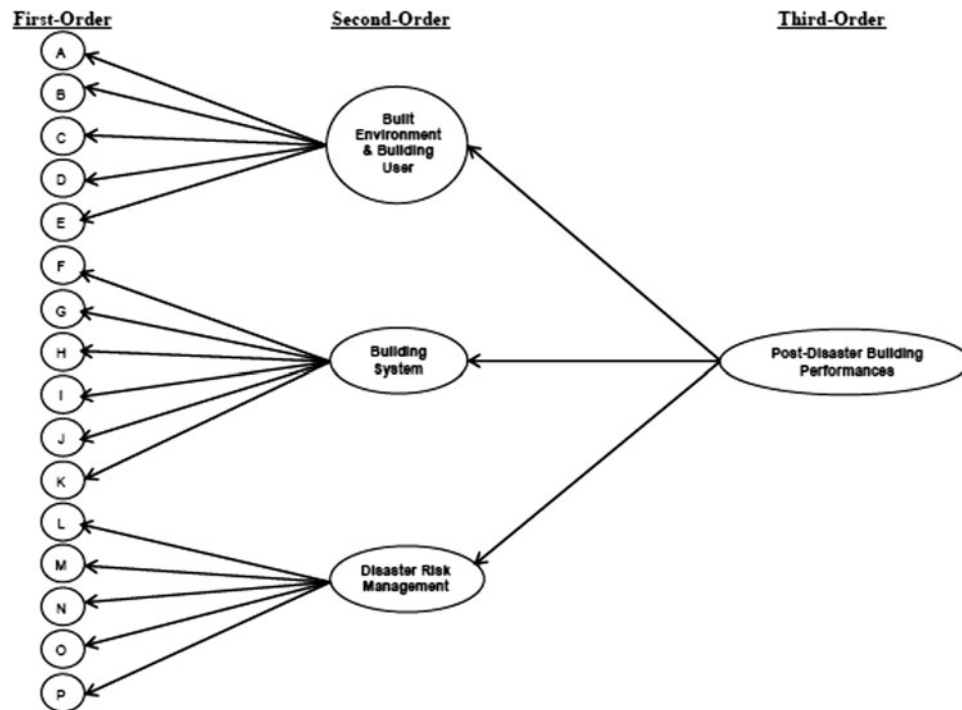 First-Order
Second-Order
Third-Order
A
B
C
D
E
F
G
H
I
J
K
L
M
N
O
P
Built
Environment
& Building
User
Building
System
Disaster Risk
Management
Post-Disaster Building
Performances